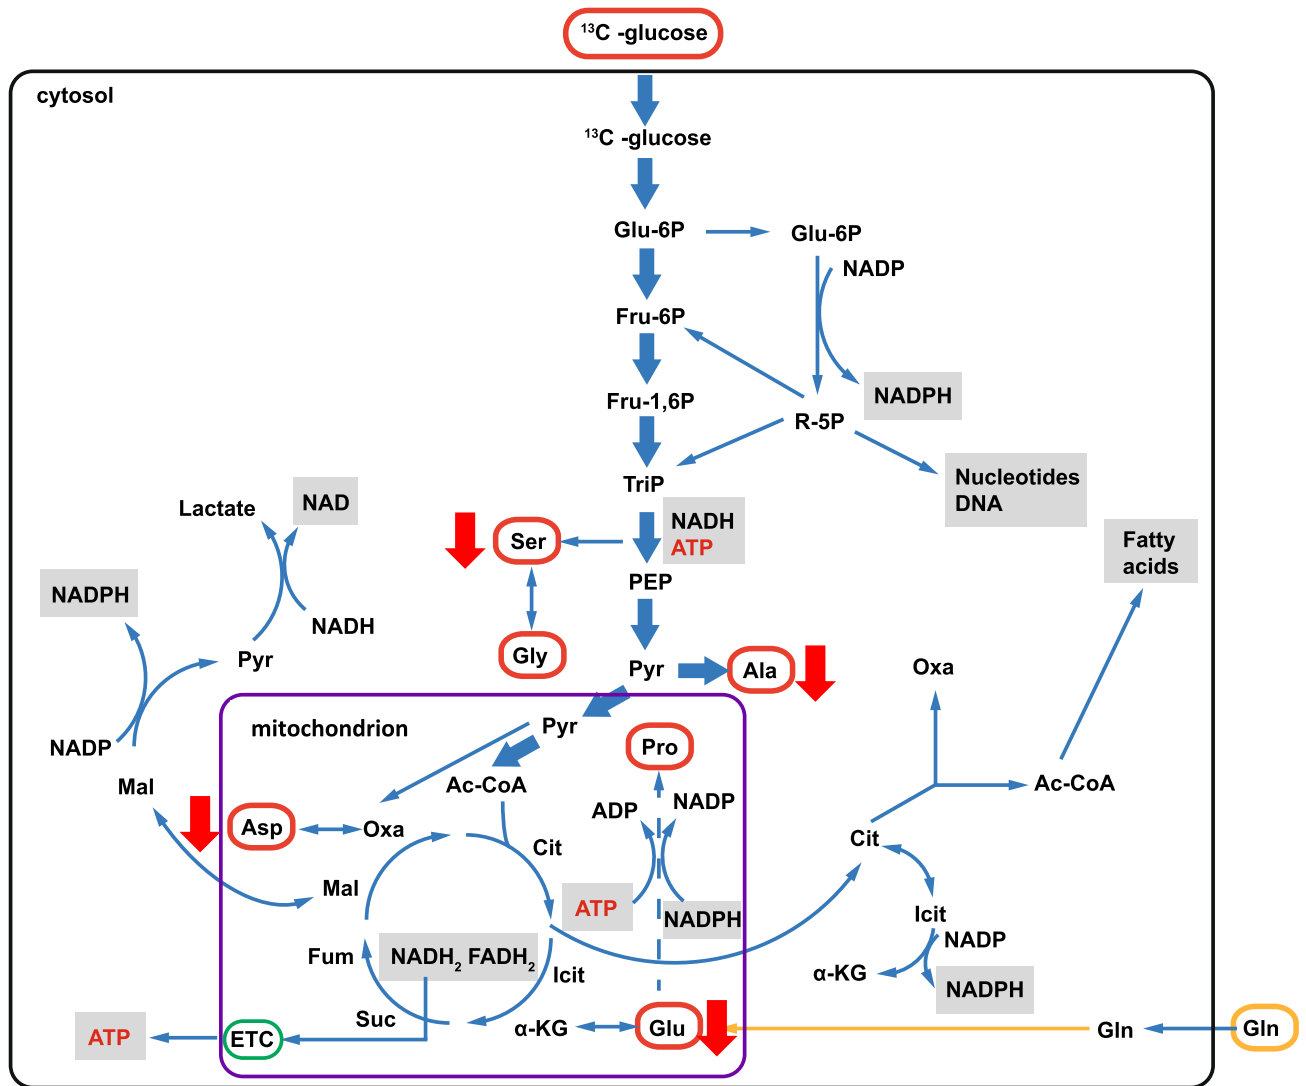 ¹³C -glucose
cytosol
¹³C -glucose
Glu-6P
Glu-6P
NADP
Fru-6P
NADPH
Fru-1,6P
R-5P
TriP
Nucleotides
DNA
Lactate
NAD
NADH
ATP
Ser
Fatty
acids
PEP
NADPH
NADH
Gly
Pyr
Pyr
Ala
Oxa
mitochondrion
Pyr
Pro
NADP
Mal
Ac-CoA
Ac-CoA
ADP
NADP
Asp
Oxa
Cit
Cit
Mal
ATP
NADPH
Icit
NADP
Fum
NADH₂ FADH₂
Icit
α-KG
NADPH
Suc
α-KG
Glu
Gln
Gln
ATP
ETC